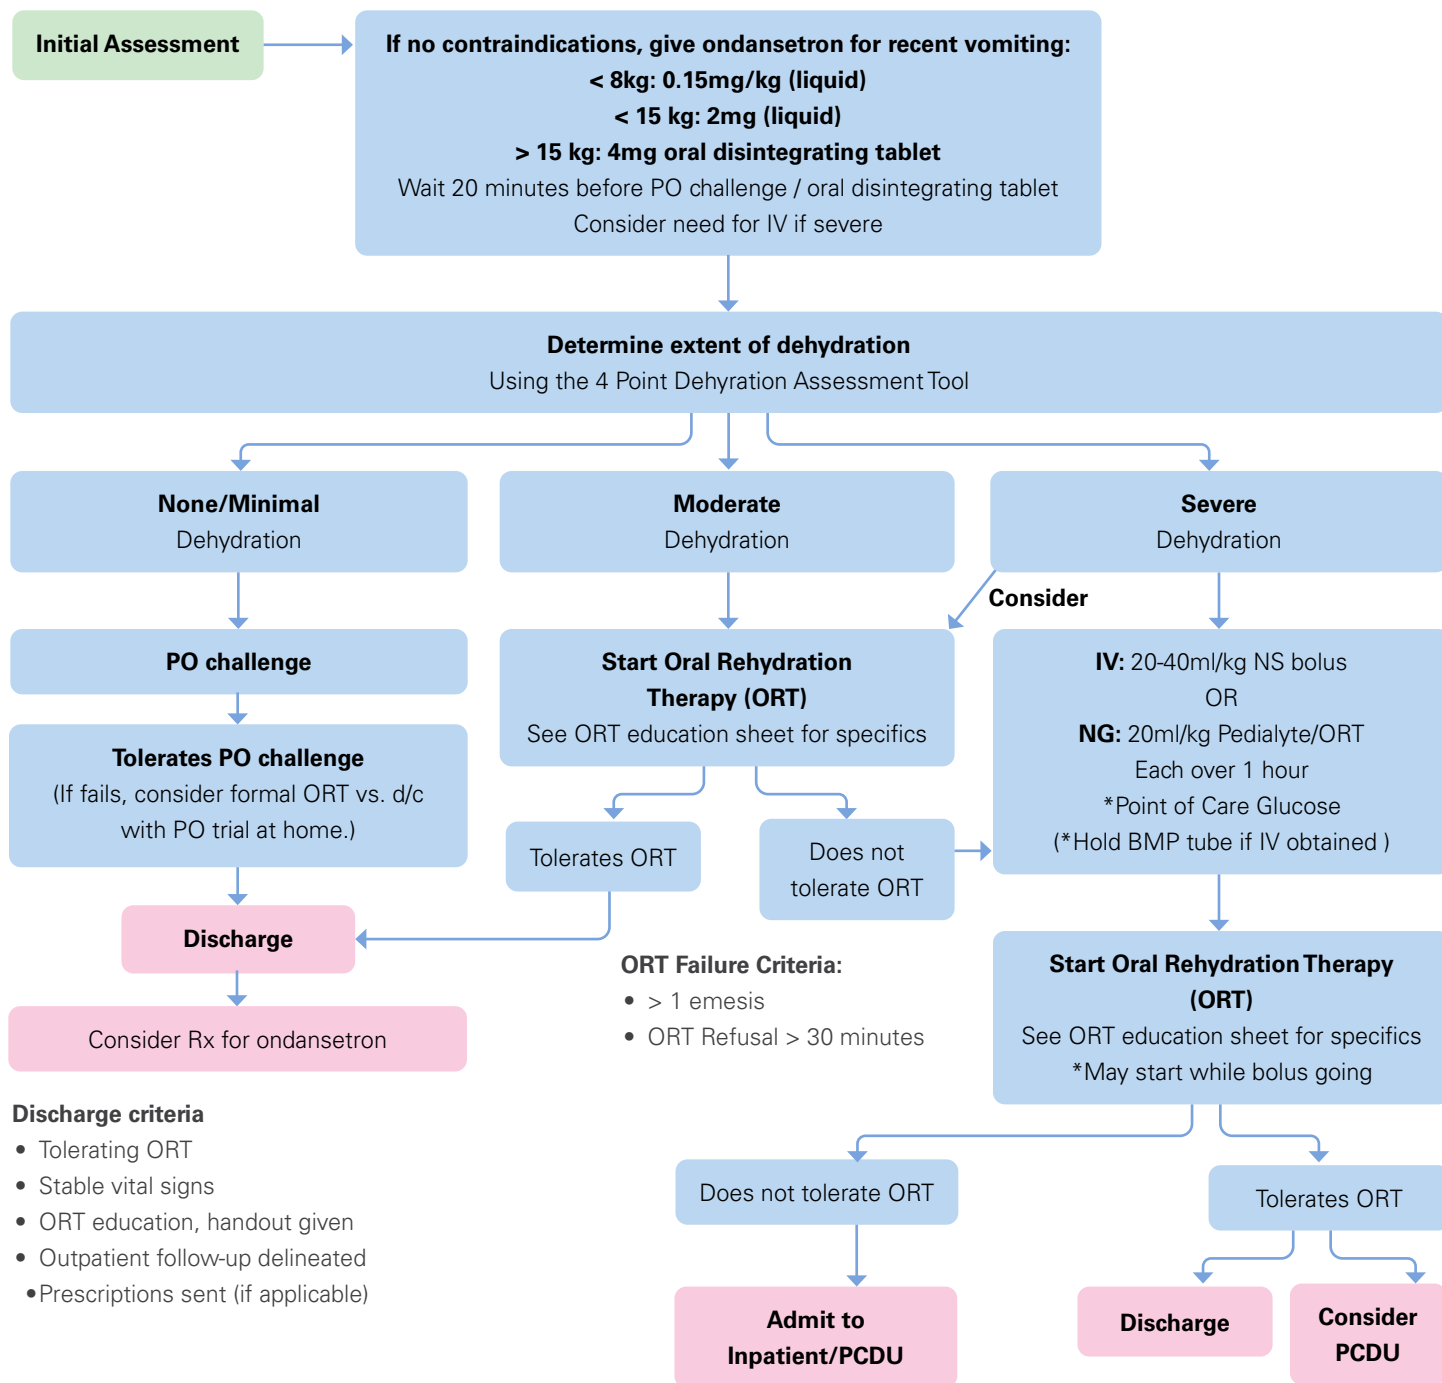 Initial Assessment
If no contraindications, give ondansetron for recent vomiting:
< 8kg: 0.15mg/kg (liquid)
< 15 kg: 2mg (liquid)
> 15 kg: 4mg oral disintegrating tablet
Wait 20 minutes before PO challenge / oral disintegrating tablet
Consider need for IV if severe
Determine extent of dehydration
Using the 4 Point Dehyration Assessment Tool
None/Minimal
Dehydration
Moderate
Dehydration
Severe
Dehydration
Consider
PO challenge
Tolerates PO challenge
(If fails, consider formal ORT vs. d/c
with PO trial at home.)
Start Oral Rehydration
Therapy (ORT)
See ORT education sheet for specifics
IV: 20-40ml/kg NS bolus
OR
NG: 20ml/kg Pedialyte/ORT
Each over 1 hour
*Point of Care Glucose
(*Hold BMP tube if IV obtained )
Tolerates ORT
Does not
tolerate ORT
Discharge
Consider Rx for ondansetron
ORT Failure Criteria:
• > 1 emesis
• ORT Refusal > 30 minutes
Start Oral Rehydration Therapy
(ORT)
See ORT education sheet for specifics
*May start while bolus going
Discharge criteria
• Tolerating ORT
• Stable vital signs
• ORT education, handout given
• Outpatient follow-up delineated
•Prescriptions sent (if applicable)
Does not tolerate ORT
Tolerates ORT
Admit to
Inpatient/PCDU
Discharge
Consider
PCDU